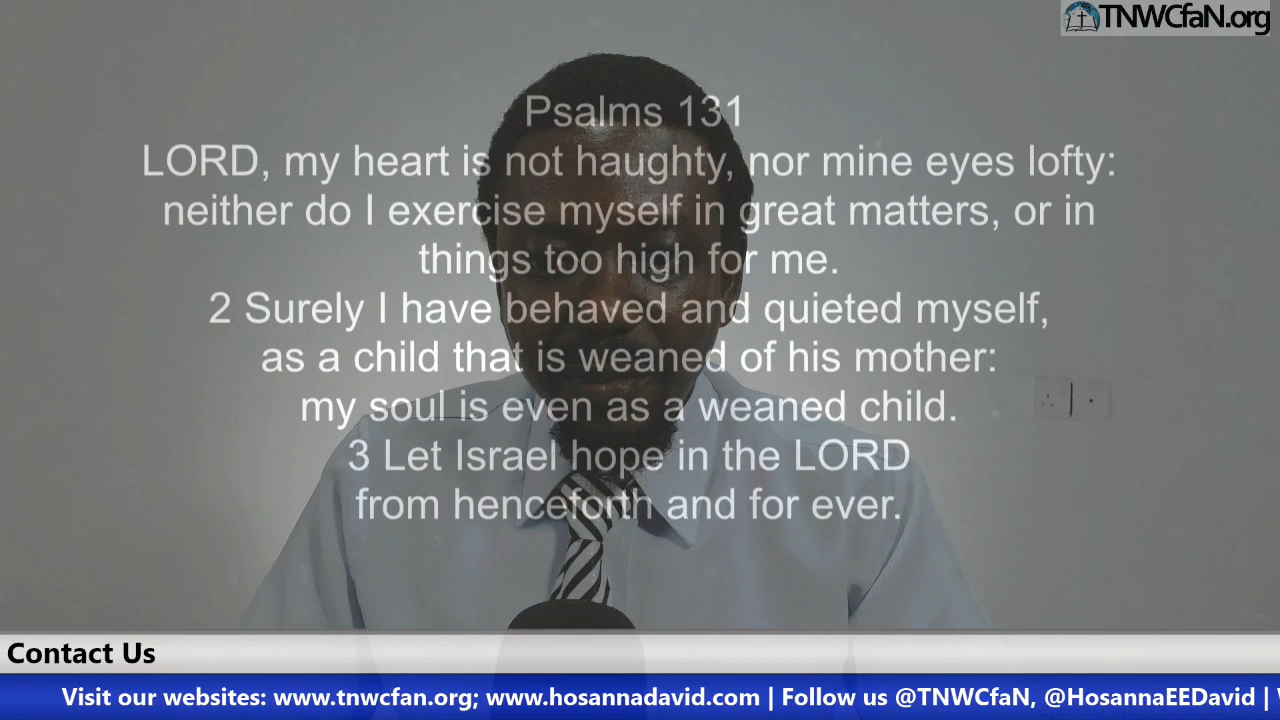 TNWCfaN.org
Psalms 131
LORD, my heart is not haughty, nor mine eyes lofty:
neither do I exercise myself in great matters, or in
things too high for me.
2 Surely I have behaved and quieted myself,
as a child that is weaned of his mother:
my soul is even as a weaned child.
3 Let Israel hope in the LORD
from henceforth and for ever.
Contact Us
Visit our websites: www.tnwcfan.org; www.hosannadavid.com | Follow us @TNWCfaN, @HosannaEEDavid |